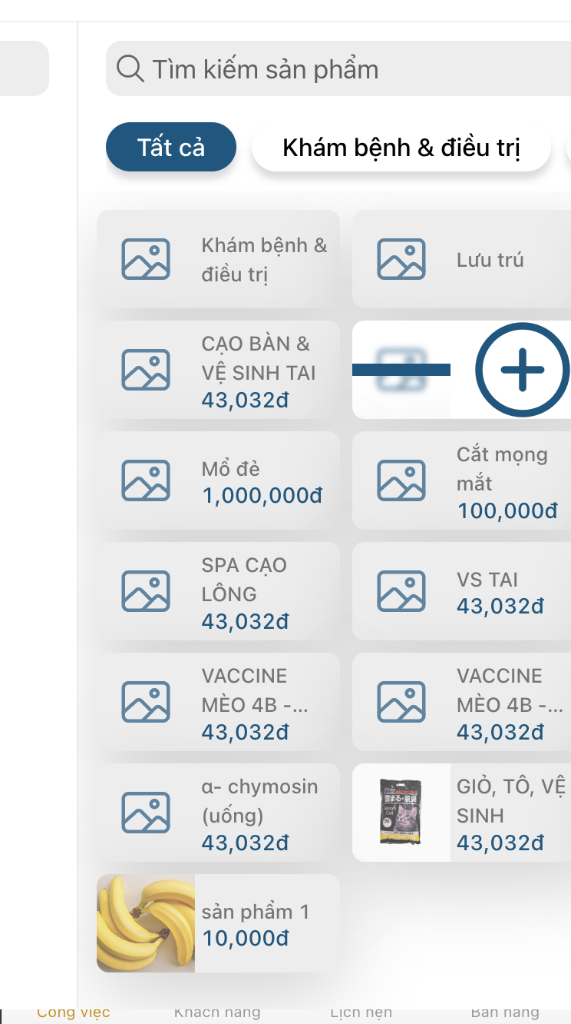 Tìm kiếm sản phẩm
Tất cả
Khám bệnh & điều trị
Khám bệnh &
điều trị
Lưu trú
CẠO BÀN &
VỆ SINH TAI
43,032đ
Mổ đẻ
1,000,000đ
Cắt mọng
mắt
100,000đ
SPA CẠO
LÔNG
43,032đ
VS TAI
43,032đ
VACCINE
MÈO 4B -...
43,032đ
VACCINE
MÈO 4B -...
43,032đ
α- chymosin
(uống)
43,032đ
GIỎ, TÔ, VỆ
SINH
43,032đ
sản phẩm 1
10,000đ
Công việc
Khách hàng
Lịch hẹn
Bán hàng